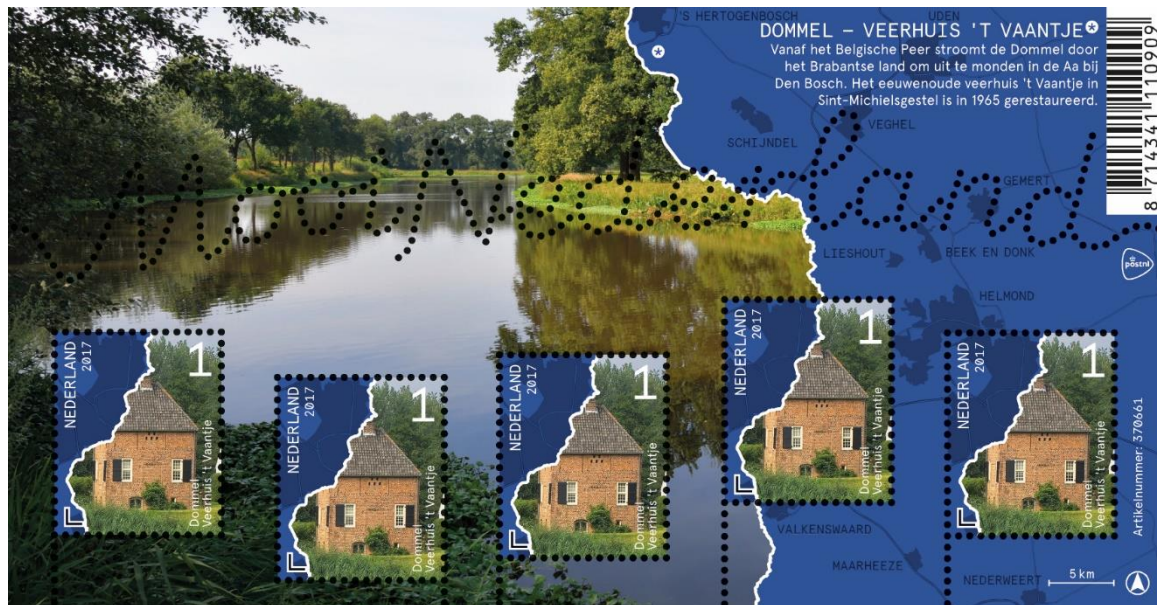 'S HERTOGENBOSCH
UDEN
DOMMEL – VEERHUIS 'T VAANTJE
Vanaf het Belgische Peer stroomt de Dommel door
het Brabantse land om uit te monden in de Aa bij
Den Bosch. Het eeuwenoude veerhuis 't Vaantje in
Sint-Michielsgestel is in 1965 gerestaureerd.
8 714341 110909
VEGHEL
SCHIJNDEL
Mooi Nederland
GEMERT
LIESHOUT
BEEK EN DONK
postnl
HELMOND
NEDERLAND
2017
1
Dommel
Veerhuis 't Vaantje
NEDERLAND
2017
1
Dommel
Veerhuis 't Vaantje
NEDERLAND
2017
1
Dommel
Veerhuis 't Vaantje
NEDERLAND
2017
1
Dommel
Veerhuis 't Vaantje
NEDERLAND
2017
1
Dommel
Veerhuis 't Vaantje
Artikelnummer: 370661
VALKENSWAARD
MAARHEEZE
NEDERWEERT
5 km